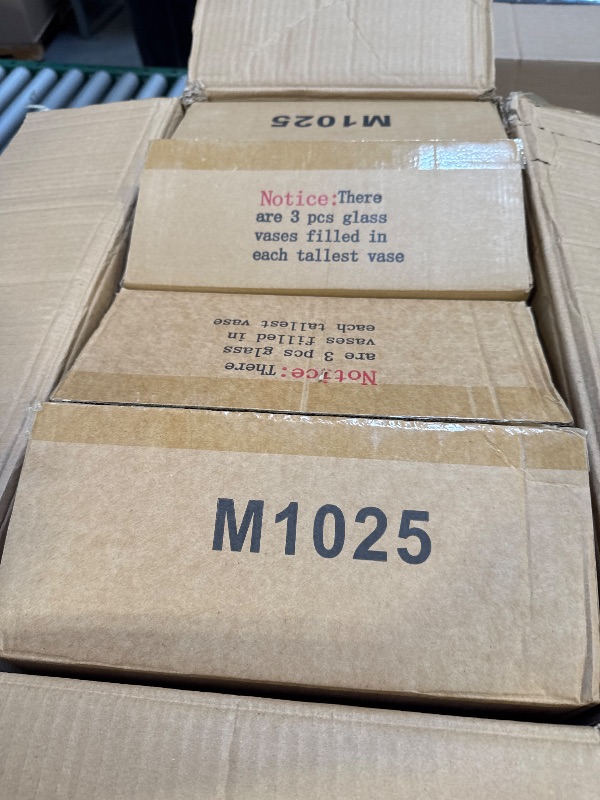 M1025
Notice:There
are 3 pcs glass
vases filled in
each tallest vase
Notice:There
are 3 pcs glass
vases filled in
each tallest vase
M1025